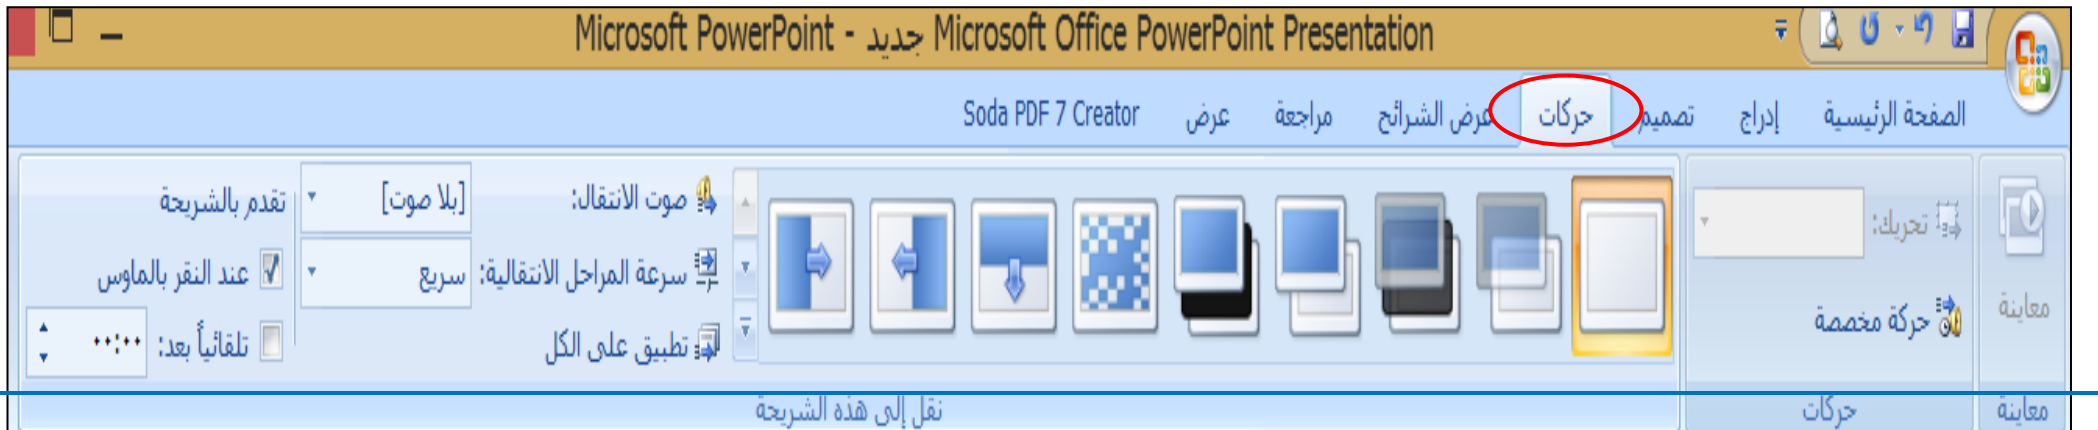 Microsoft Office PowerPoint Presentation جديد - Microsoft PowerPoint
الصفحة الرئيسية إدراج تصميم حركات عرض الشرائح مراجعة عرض Soda PDF 7 Creator
معاينة
تحريك:
حركة مخصصة
صوت الانتقال: [بلا صوت]
سرعة المراحل الانتقالية: سريع
تطبيق على الكل
تقدم بالشريحة
عند النقر بالماوس
تلقائياً بعد: ٠٠:٠٠
معاينة حركات نقل إلى هذه الشريحة